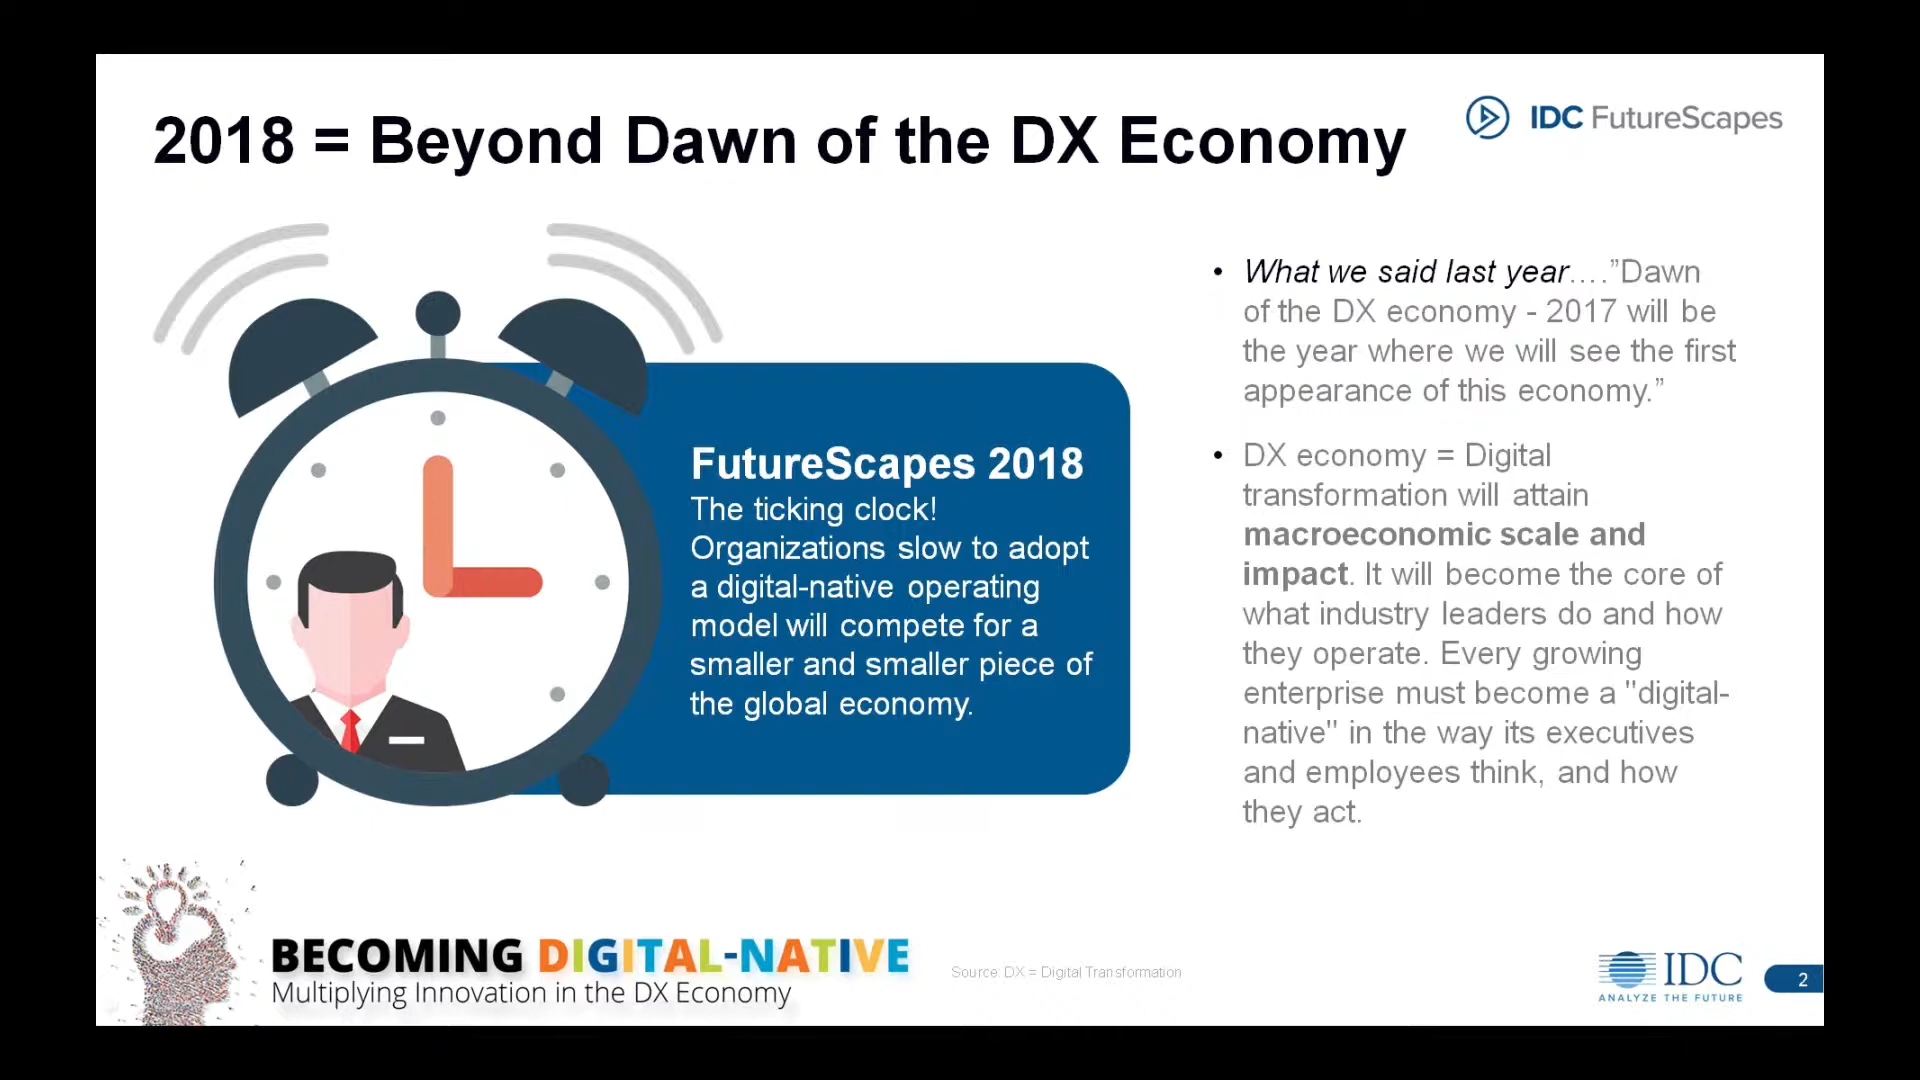 2018 = Beyond Dawn of the DX Economy
IDC FutureScapes
FutureScapes 2018
The ticking clock!
Organizations slow to adopt
a digital-native operating
model will compete for a
smaller and smaller piece of
the global economy.
• What we said last year….”Dawn
of the DX economy - 2017 will be
the year where we will see the first
appearance of this economy.”
• DX economy = Digital
transformation will attain
macroeconomic scale and
impact. It will become the core of
what industry leaders do and how
they operate. Every growing
enterprise must become a "digital-
native" in the way its executives
and employees think, and how
they act.
BECOMING DIGITAL-NATIVE
Multiplying Innovation in the DX Economy
Source: DX = Digital Transformation
IDC
ANALYZE THE FUTURE
2